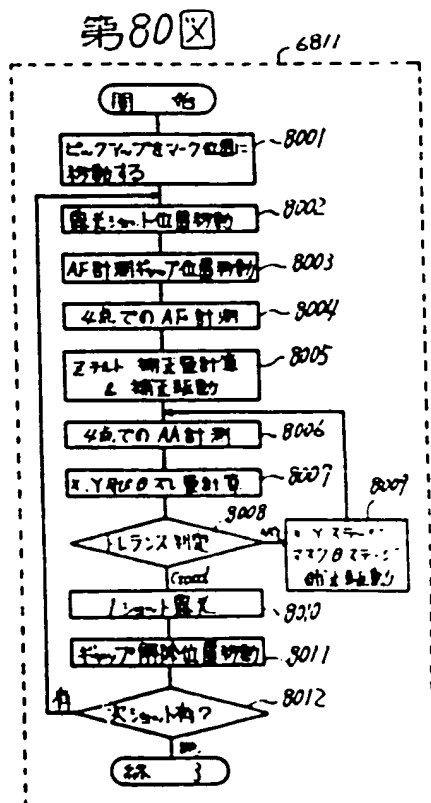 第80図
6811
開始
ピックアップをマーク位置に
移動する
8001
露光ショット位置移動
8002
AF計測ギャップ位置移動
8003
4点でのAF計測
8004
Zチルト 補正量計算
& 補正駆動
8005
4点でのAA計測
8006
X,Y及びθズレ量計算
8007
トレランス判定
8008
Good
X,Yステージ
マスクθステージ
補正駆動
8009
1ショット露光
8010
ギャップ解除位置移動
8011
次ショット有?
8012
有
終了